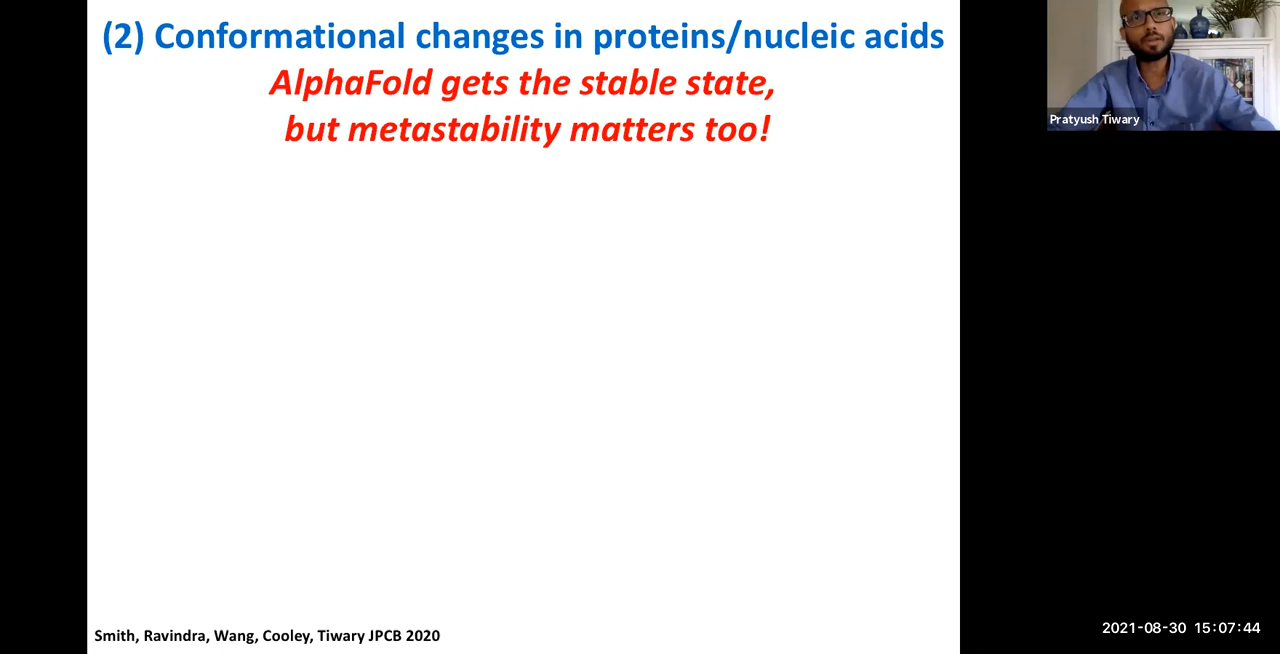 (2) Conformational changes in proteins/nucleic acids
AlphaFold gets the stable state,
but metastability matters too!
Pratyush Tiwary
Smith, Ravindra, Wang, Cooley, Tiwary JPCB 2020
2021-08-30 15:07:44